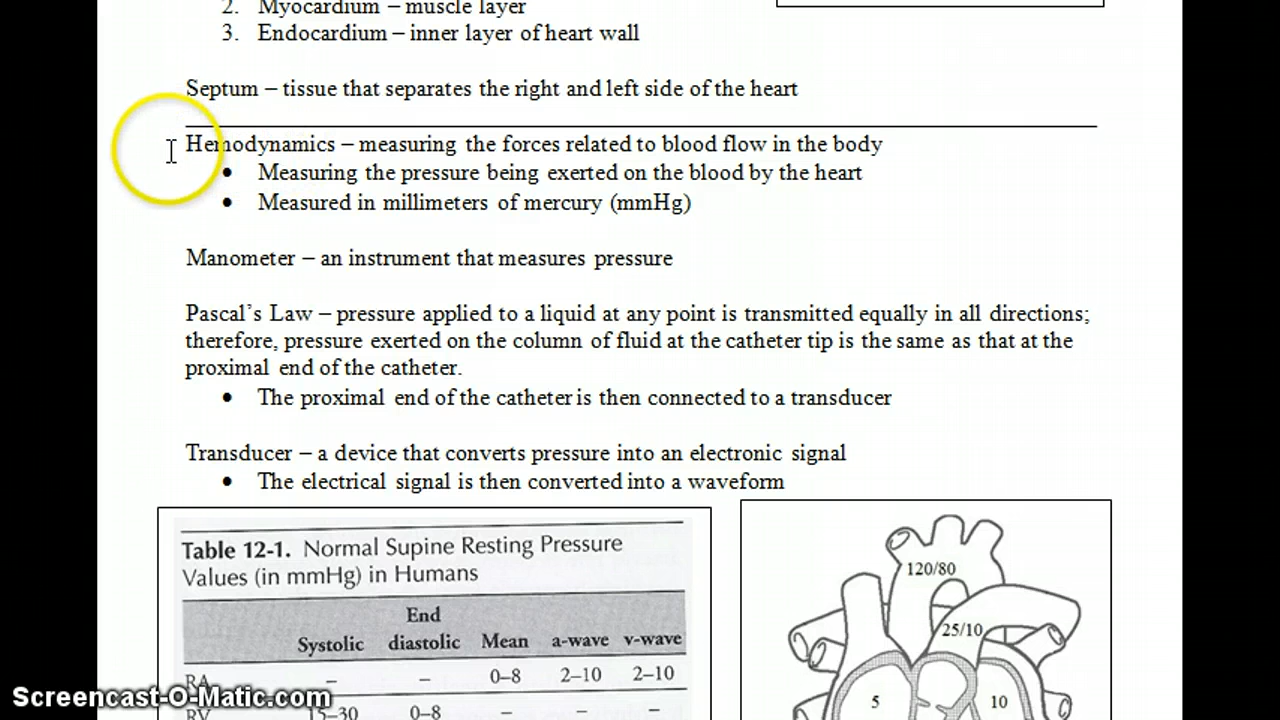 2. Myocardium – muscle layer
3. Endocardium – inner layer of heart wall
Septum – tissue that separates the right and left side of the heart
Hemodynamics – measuring the forces related to blood flow in the body
• Measuring the pressure being exerted on the blood by the heart
• Measured in millimeters of mercury (mmHg)
Manometer – an instrument that measures pressure
Pascal's Law – pressure applied to a liquid at any point is transmitted equally in all directions;
therefore, pressure exerted on the column of fluid at the catheter tip is the same as that at the
proximal end of the catheter.
• The proximal end of the catheter is then connected to a transducer
Transducer – a device that converts pressure into an electronic signal
• The electrical signal is then converted into a waveform
Table 12-1. Normal Supine Resting Pressure
Values (in mmHg) in Humans
End
Systolic diastolic Mean a-wave v-wave
RA – – 0–8 2–10 2–10
RV 15–30 0–8 – – –
120/80
25/10
5 10
Screencast-O-Matic.com